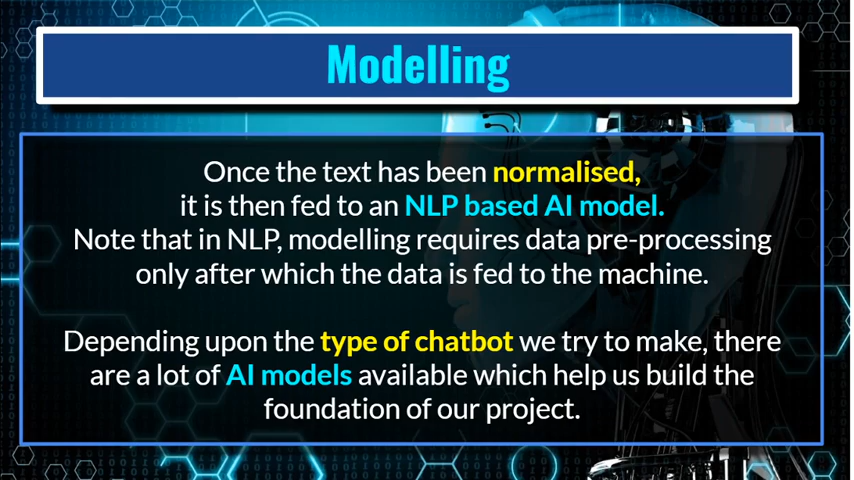 Modelling
Once the text has been normalised,
it is then fed to an NLP based AI model.
Note that in NLP, modelling requires data pre-processing
only after which the data is fed to the machine.
Depending upon the type of chatbot we try to make, there
are a lot of AI models available which help us build the
foundation of our project.